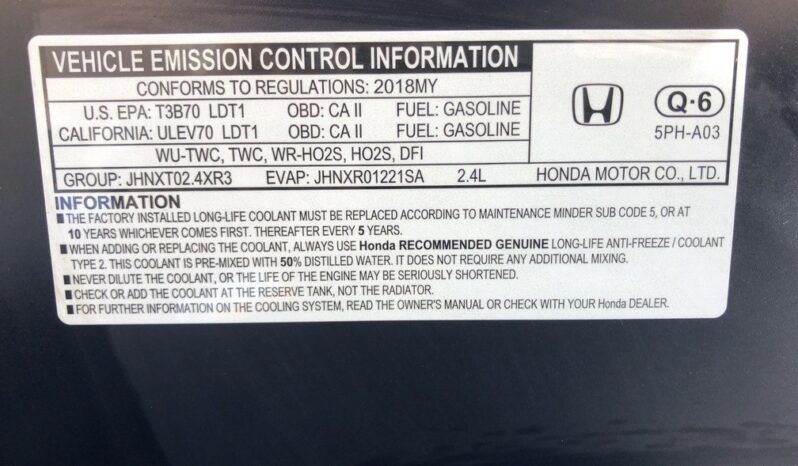 VEHICLE EMISSION CONTROL INFORMATION
CONFORMS TO REGULATIONS: 2018MY
U.S. EPA: T3B70 LDT1 OBD: CA II FUEL: GASOLINE
CALIFORNIA: ULEV70 LDT1 OBD: CA II FUEL: GASOLINE
WU-TWC, TWC, WR-HO2S, HO2S, DFI
GROUP: JHNXT02.4XR3 EVAP: JHNXR01221SA 2.4L
Q·6
5PH-A03
HONDA MOTOR CO., LTD.
INFORMATION
■THE FACTORY INSTALLED LONG-LIFE COOLANT MUST BE REPLACED ACCORDING TO MAINTENANCE MINDER SUB CODE 5, OR AT
10 YEARS WHICHEVER COMES FIRST. THEREAFTER EVERY 5 YEARS.
■WHEN ADDING OR REPLACING THE COOLANT, ALWAYS USE Honda RECOMMENDED GENUINE LONG-LIFE ANTI-FREEZE / COOLANT
TYPE 2. THIS COOLANT IS PRE-MIXED WITH 50% DISTILLED WATER. IT DOES NOT REQUIRE ANY ADDITIONAL MIXING.
■NEVER DILUTE THE COOLANT, OR THE LIFE OF THE ENGINE MAY BE SERIOUSLY SHORTENED.
■CHECK OR ADD THE COOLANT AT THE RESERVE TANK, NOT THE RADIATOR.
■FOR FURTHER INFORMATION ON THE COOLING SYSTEM, READ THE OWNER'S MANUAL OR CHECK WITH YOUR Honda DEALER.